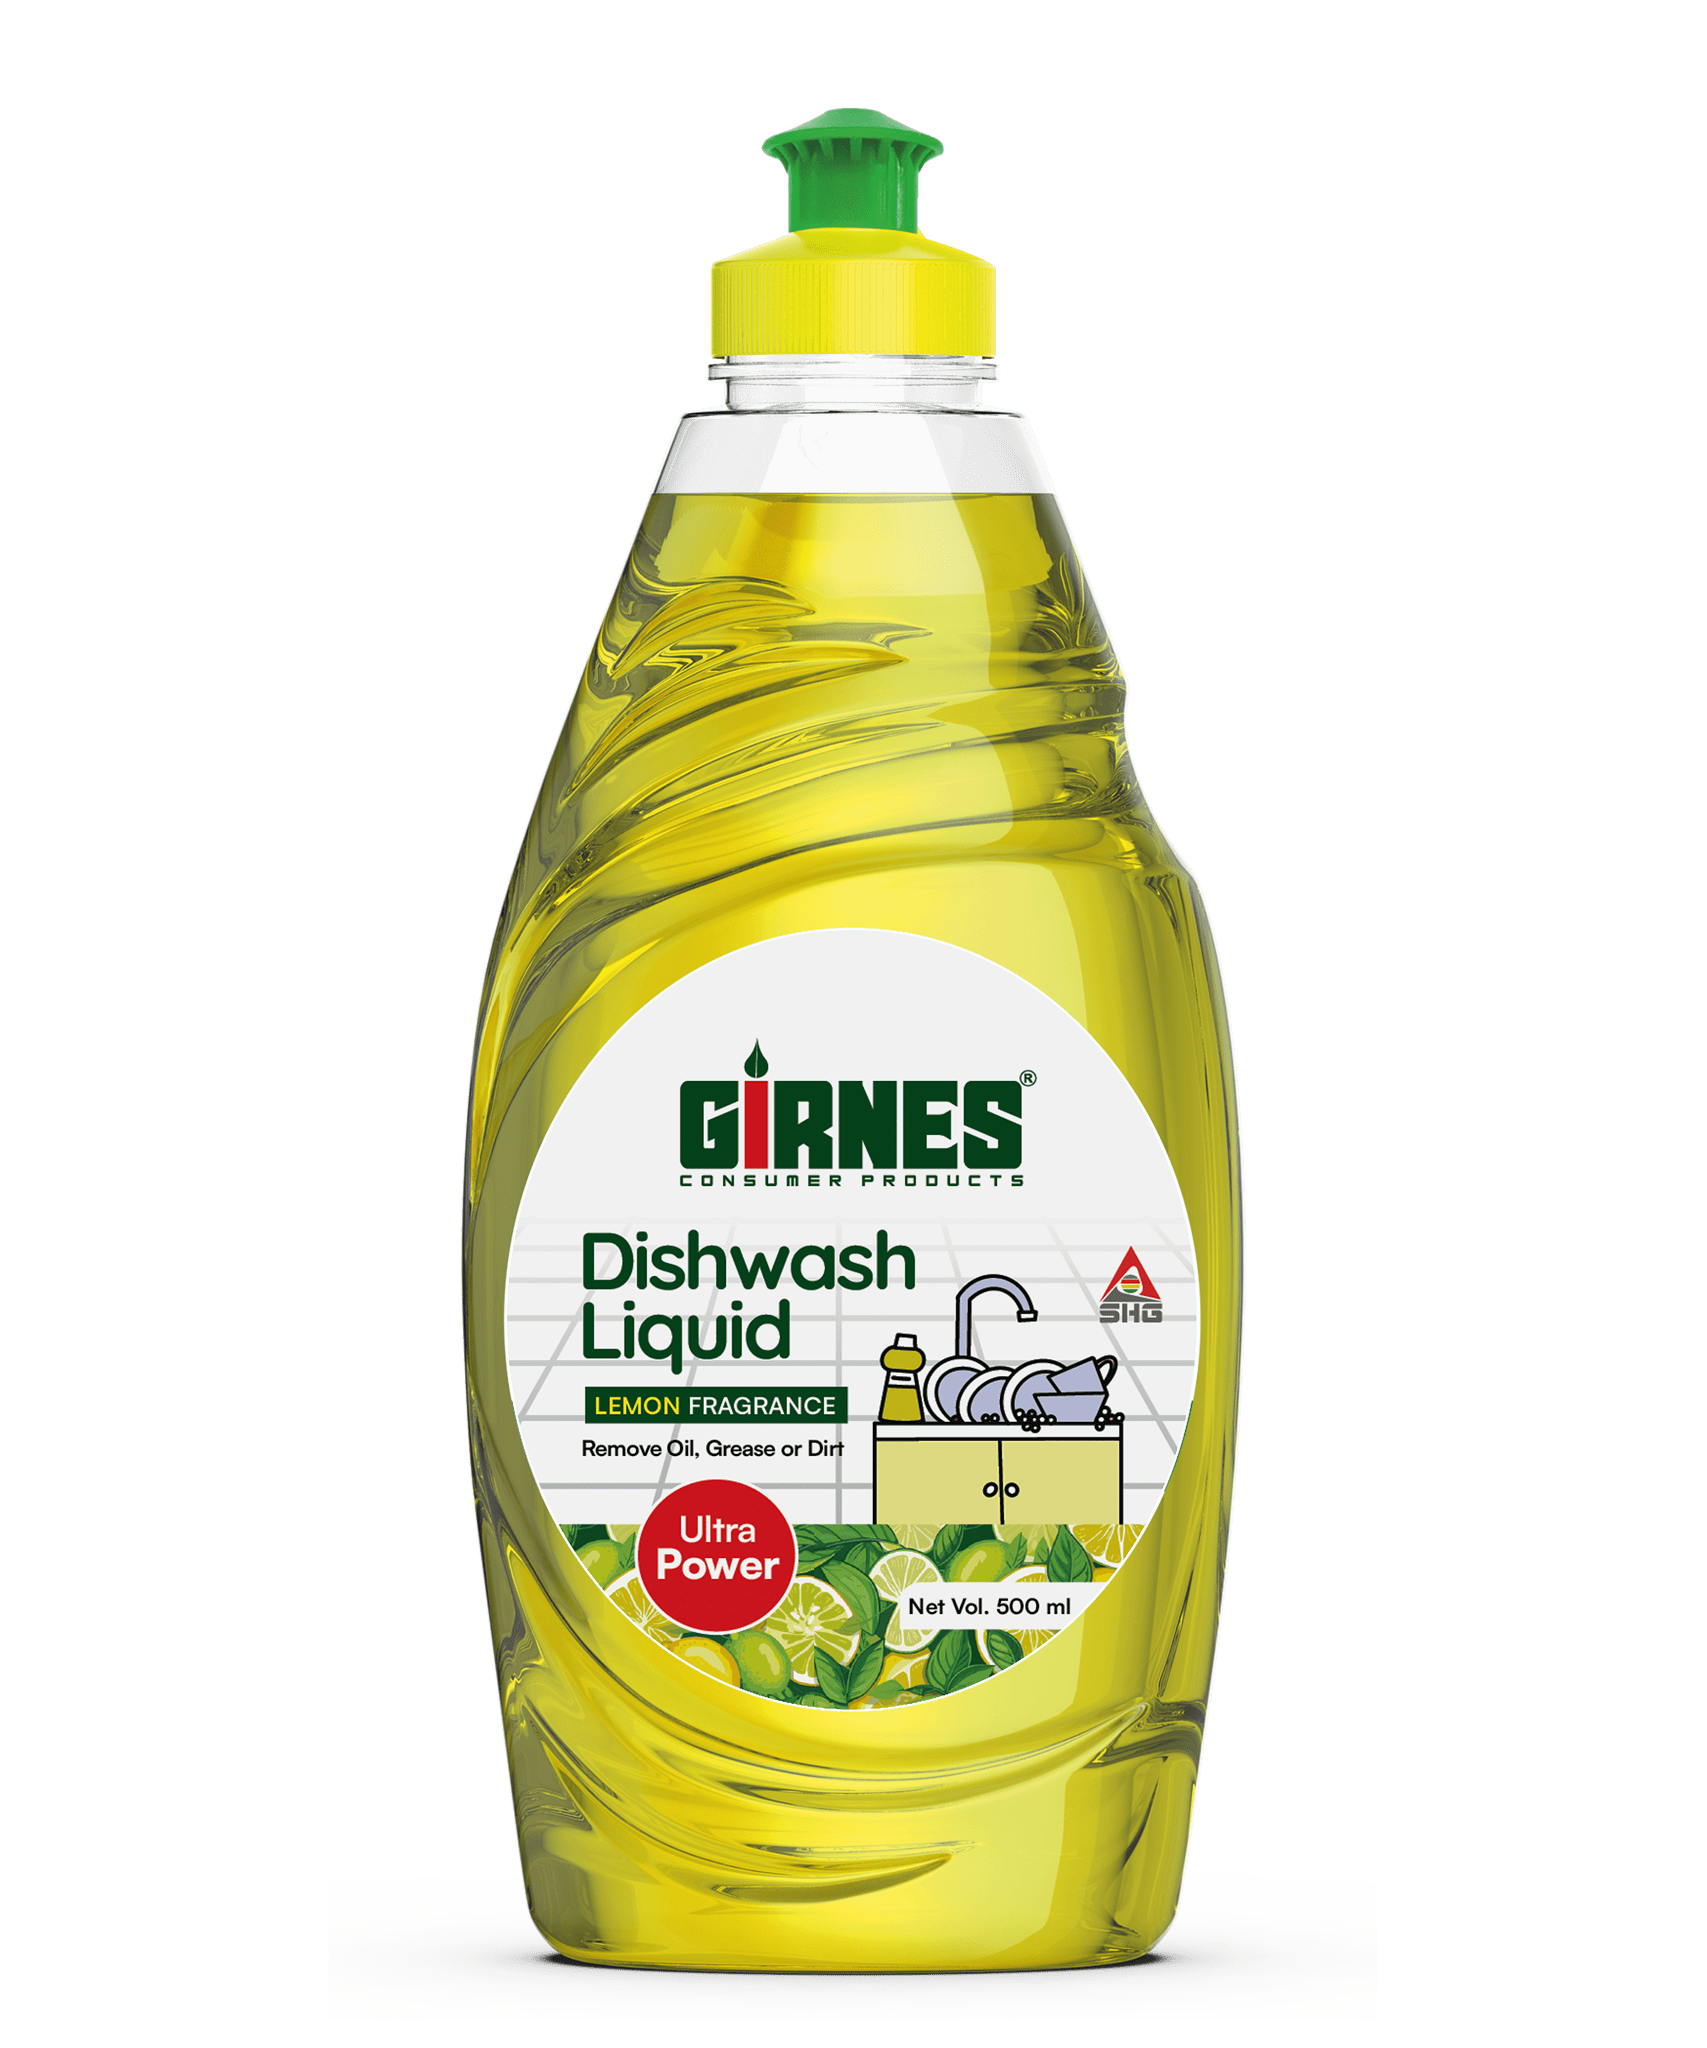 GIRNES®
CONSUMER PRODUCTS
Dishwash
Liquid
SHG
LEMON FRAGRANCE
Remove Oil, Grease or Dirt
Ultra
Power
Net Vol. 500 ml